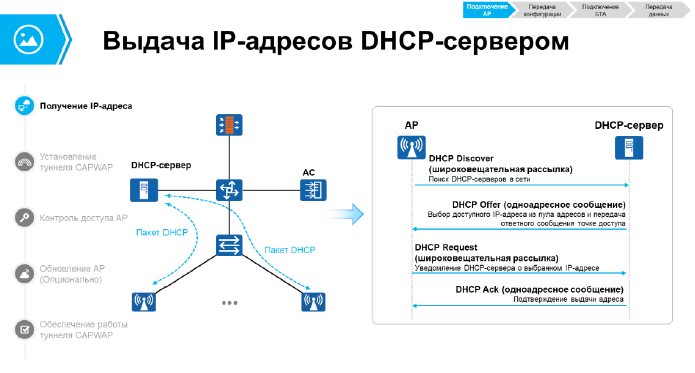 Подключение
AP
Передача
конфигурации
Подключение
STA
Передача
данных
Выдача IP-адресов DHCP-сервером
Получение IP-адреса
Установление
туннеля CAPWAP
Контроль доступа AP
Обновление AP
(Опционально)
Обеспечение работы
туннеля CAPWAP
DHCP-сервер
AC
Пакет DHCP
Пакет DHCP
AP
DHCP-сервер
DHCP Discover
(широковещательная рассылка)
Поиск DHCP-серверов в сети
DHCP Offer (одноадресное сообщение)
Выбор доступного IP-адреса из пула адресов и передача
ответного сообщения точке доступа
DHCP Request
(широковещательная рассылка)
Уведомление DHCP-сервера о выбранном IP-адресе
DHCP Ack (одноадресное сообщение)
Подтверждение выдачи адреса